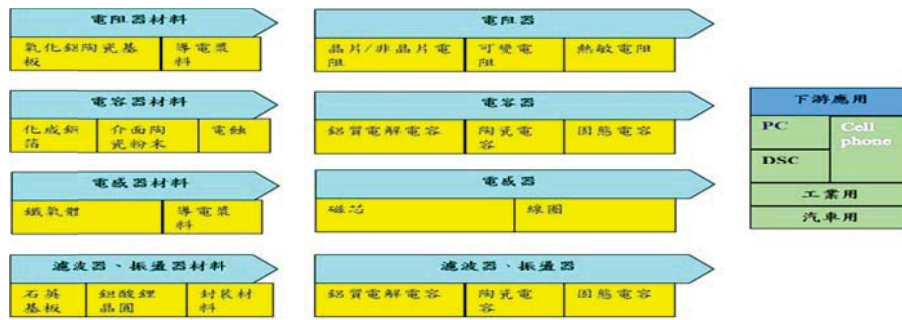 電阻器材料
氧化鋁陶瓷基
板
導電漿
料
電阻器
晶片/非晶片電
阻
可變電
阻
熱敏電阻
電容器材料
化成鋁
箔
介面陶
瓷粉末
電蝕
電容器
鋁質電解電容
陶瓷電
容
固態電容
下游應用
PC
Cell
phone
DSC
工業用
汽車用
電感器材料
鐵氧體
導電漿
料
電感器
磁芯
線圈
濾波器、振盪器材料
石英
基板
鉭酸鋰
晶圓
封裝材
料
濾波器、振盪器
鋁質電解電容
陶瓷電
容
固態電容